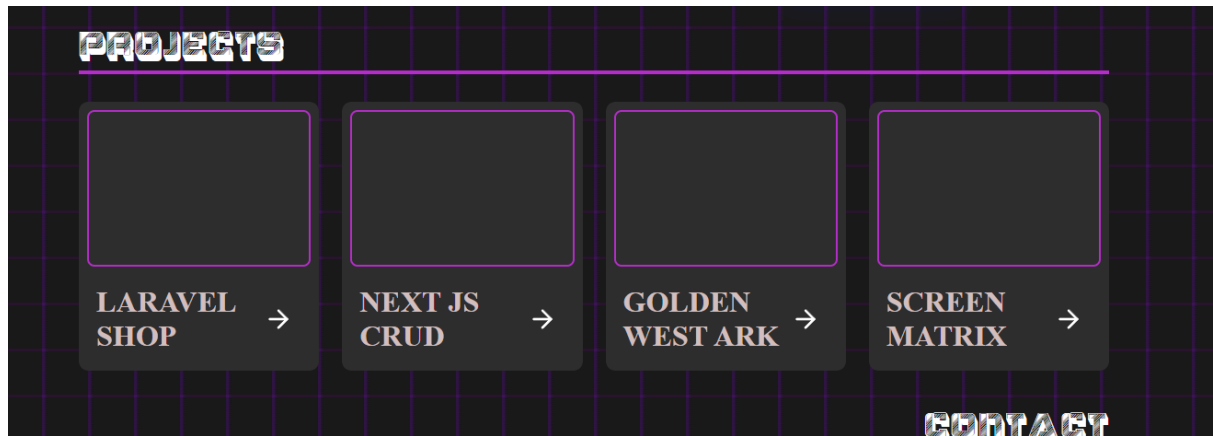 PROJECTS
LARAVEL
SHOP
NEXT JS
CRUD
GOLDEN
WEST ARK
SCREEN
MATRIX
CONTACT